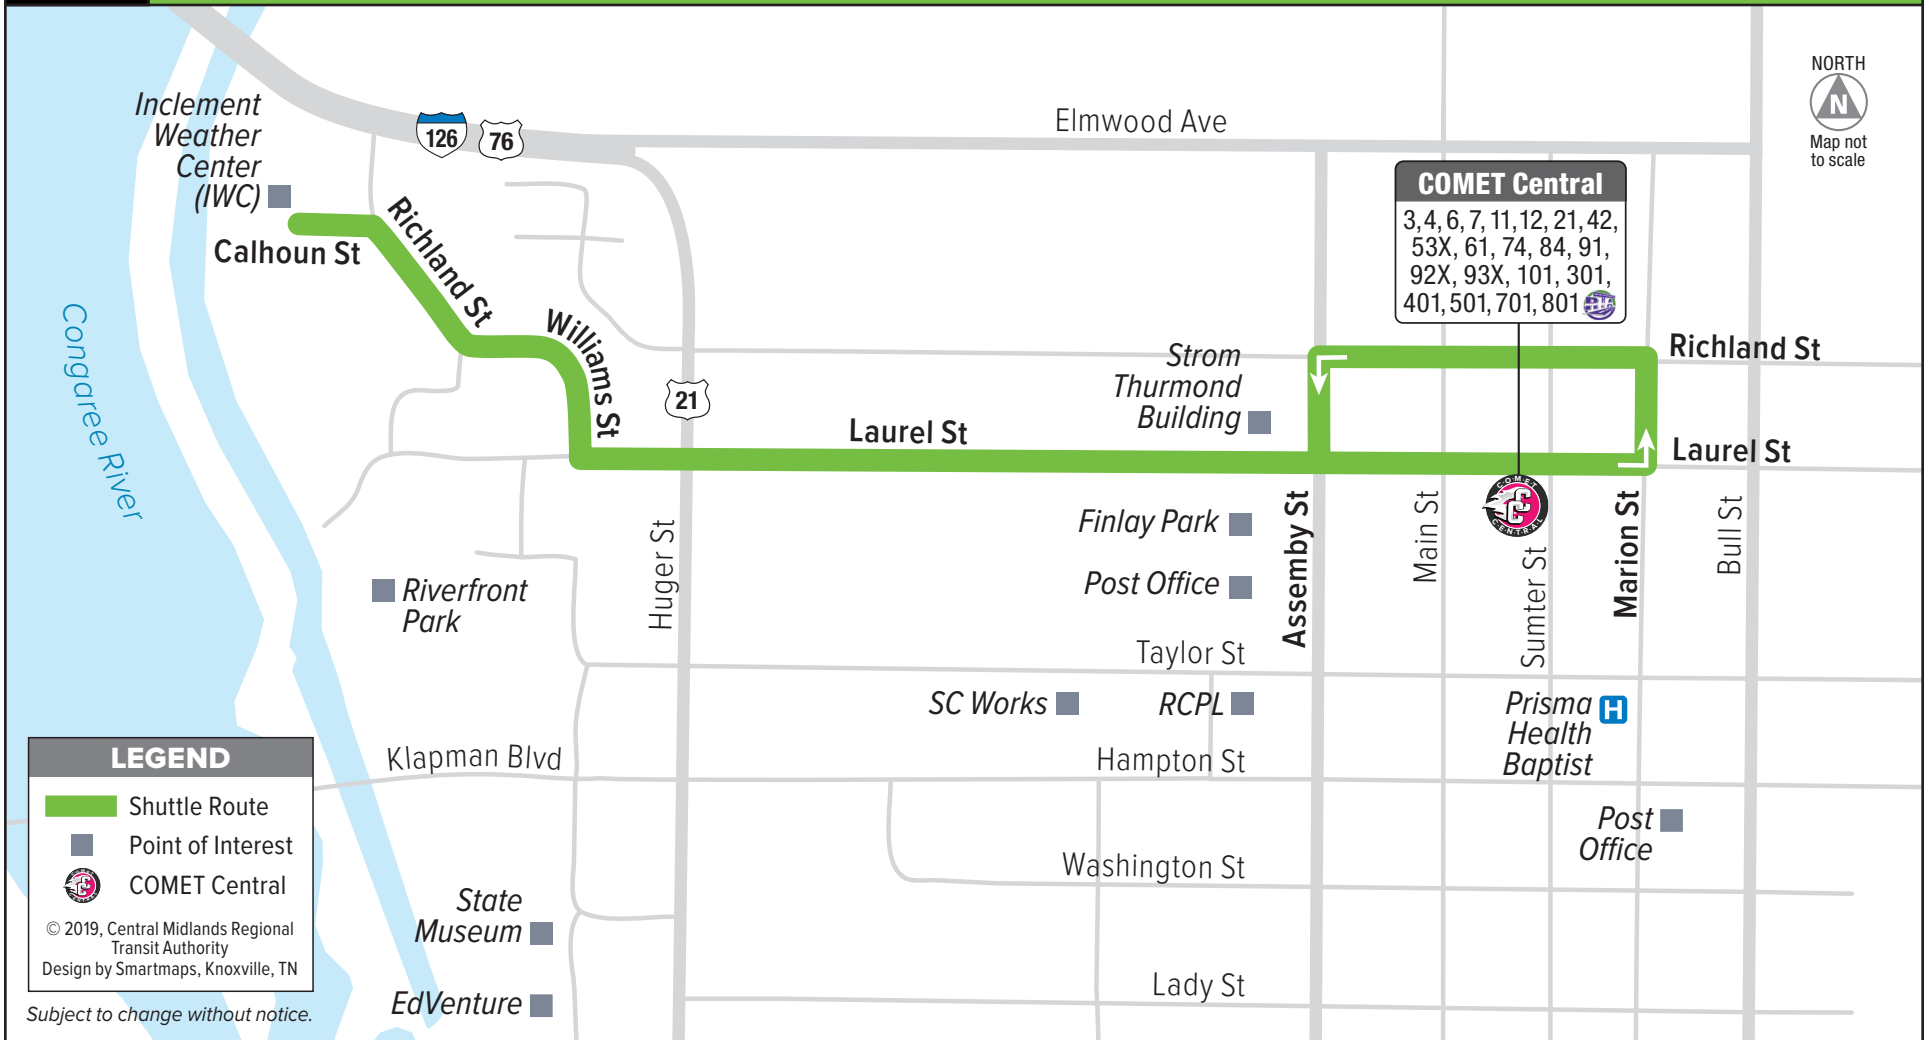 NORTH
N
Map not
to scale
Inclement
Weather
Center
(IWC)
126
76
Elmwood Ave
COMET Central
3, 4, 6, 7, 11, 12, 21, 42,
53X, 61, 74, 84, 91,
92X, 93X, 101, 301,
401, 501, 701, 801
Calhoun St
Richland St
Williams St
Congaree River
21
Strom
Thurmond
Building
Richland St
Laurel St
Laurel St
COMET
CENTRAL
Finlay Park
Post Office
Assemby St
Main St
Sumter St
Marion St
Bull St
Huger St
Riverfront
Park
Taylor St
SC Works
RCPL
Prisma
Health
Baptist
H
Klapman Blvd
Hampton St
Post
Office
Washington St
State
Museum
EdVenture
Lady St
LEGEND
Shuttle Route
Point of Interest
COMET Central
© 2019, Central Midlands Regional
Transit Authority
Design by Smartmaps, Knoxville, TN
Subject to change without notice.